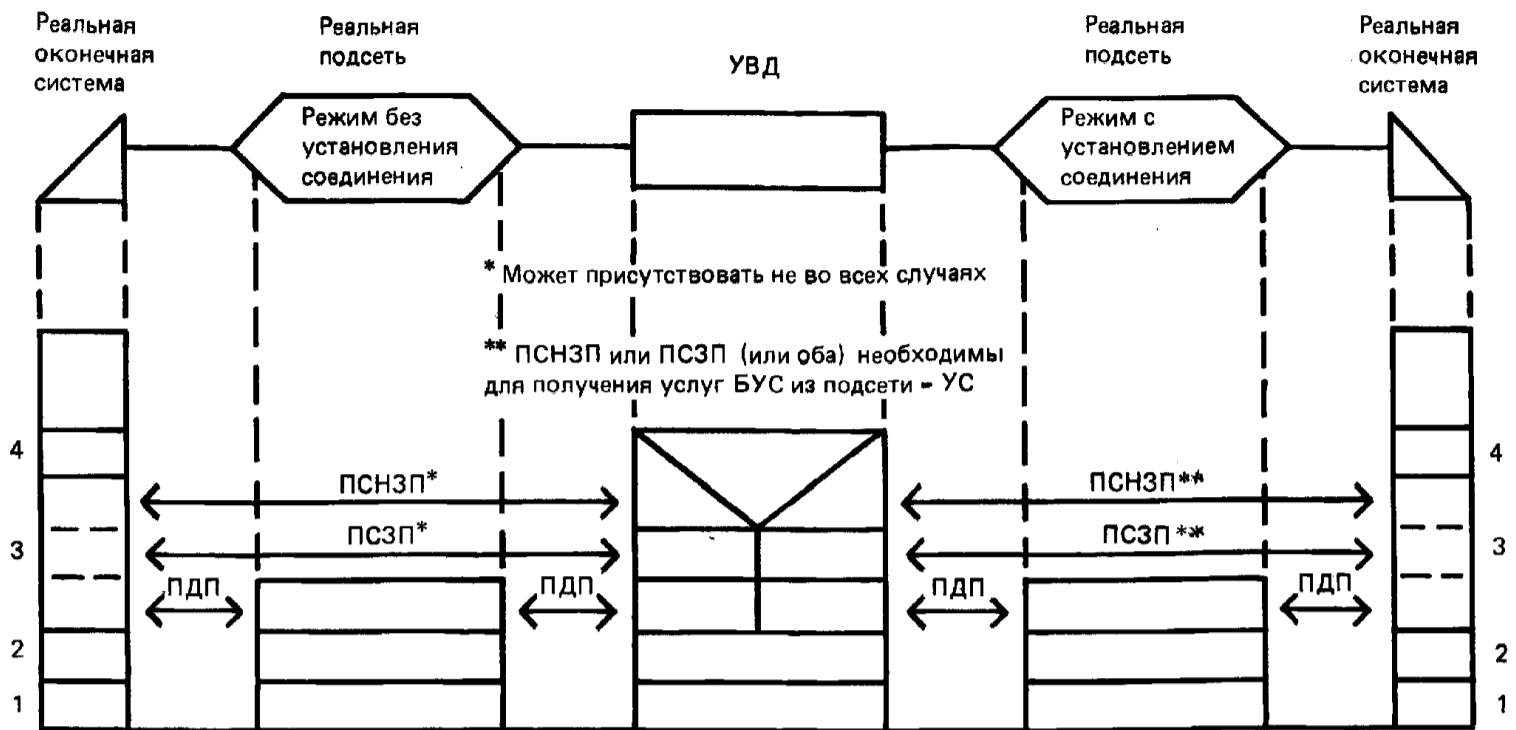 Реальная
оконечная
система
Реальная
подсеть
УВД
Реальная
подсеть
Реальная
оконечная
система
Режим без
установления
соединения
Режим с
установлением
соединения
* Может присутствовать не во всех случаях
** ПСНЗП или ПСЗП (или оба) необходимы
для получения услуг БУС из подсети – УС
4
ПСНЗП*
ПСНЗП**
4
3
ПСЗП*
ПСЗП**
3
ПДП
ПДП
ПДП
ПДП
2
2
1
1